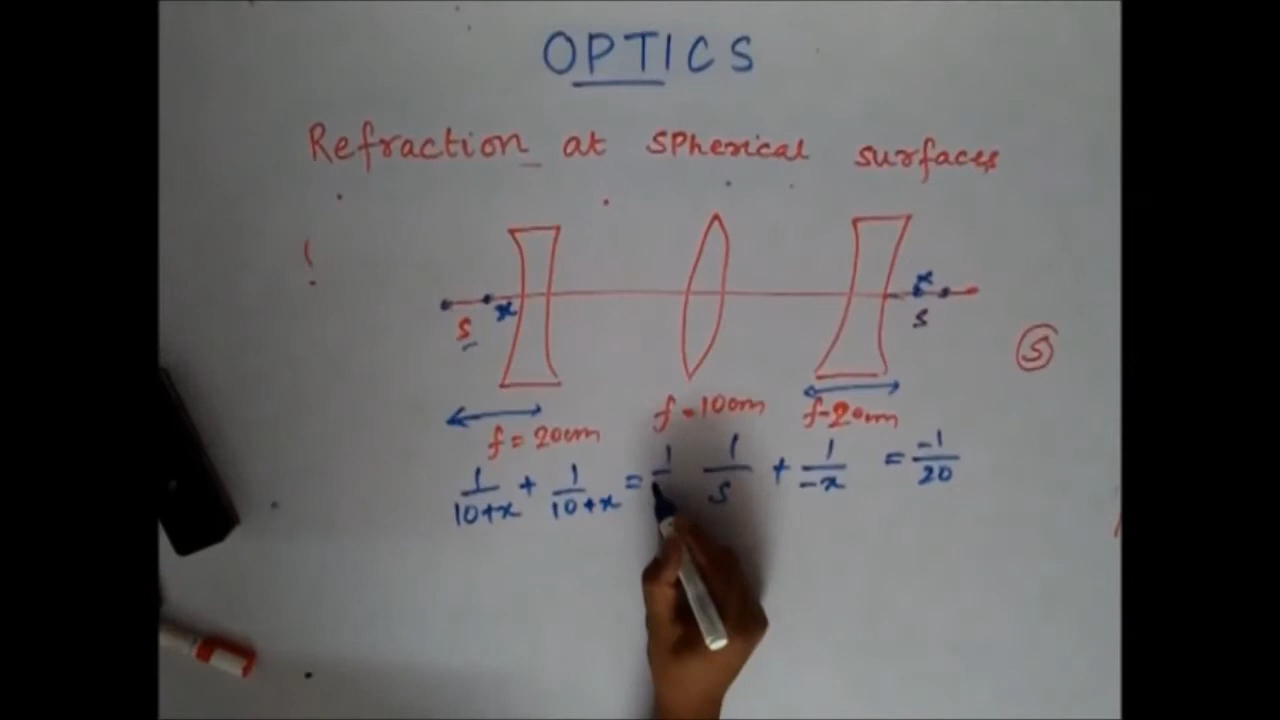 OPTICS
Refraction at spherical surfaces
x
x s
s
S
f = 20cm f = 10cm f-20cm
1/10+x + 1/10+x = 1/ 1/s + 1/-x = -1/20